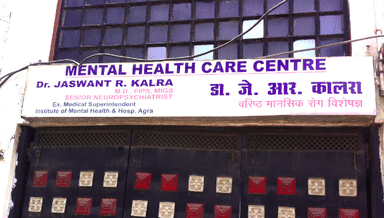 MENTAL HEALTH CARE CENTRE
Dr. JASWANT R. KALRA
M.D., FIPS, MIGS
SENIOR NEUROPSYCHIATRIST
Ex. Medical Superintendent
Institute of Mental Health & Hosp. Agra
डा. जे. आर. कालरा
वरिष्ठ मानसिक रोग विशेषज्ञ